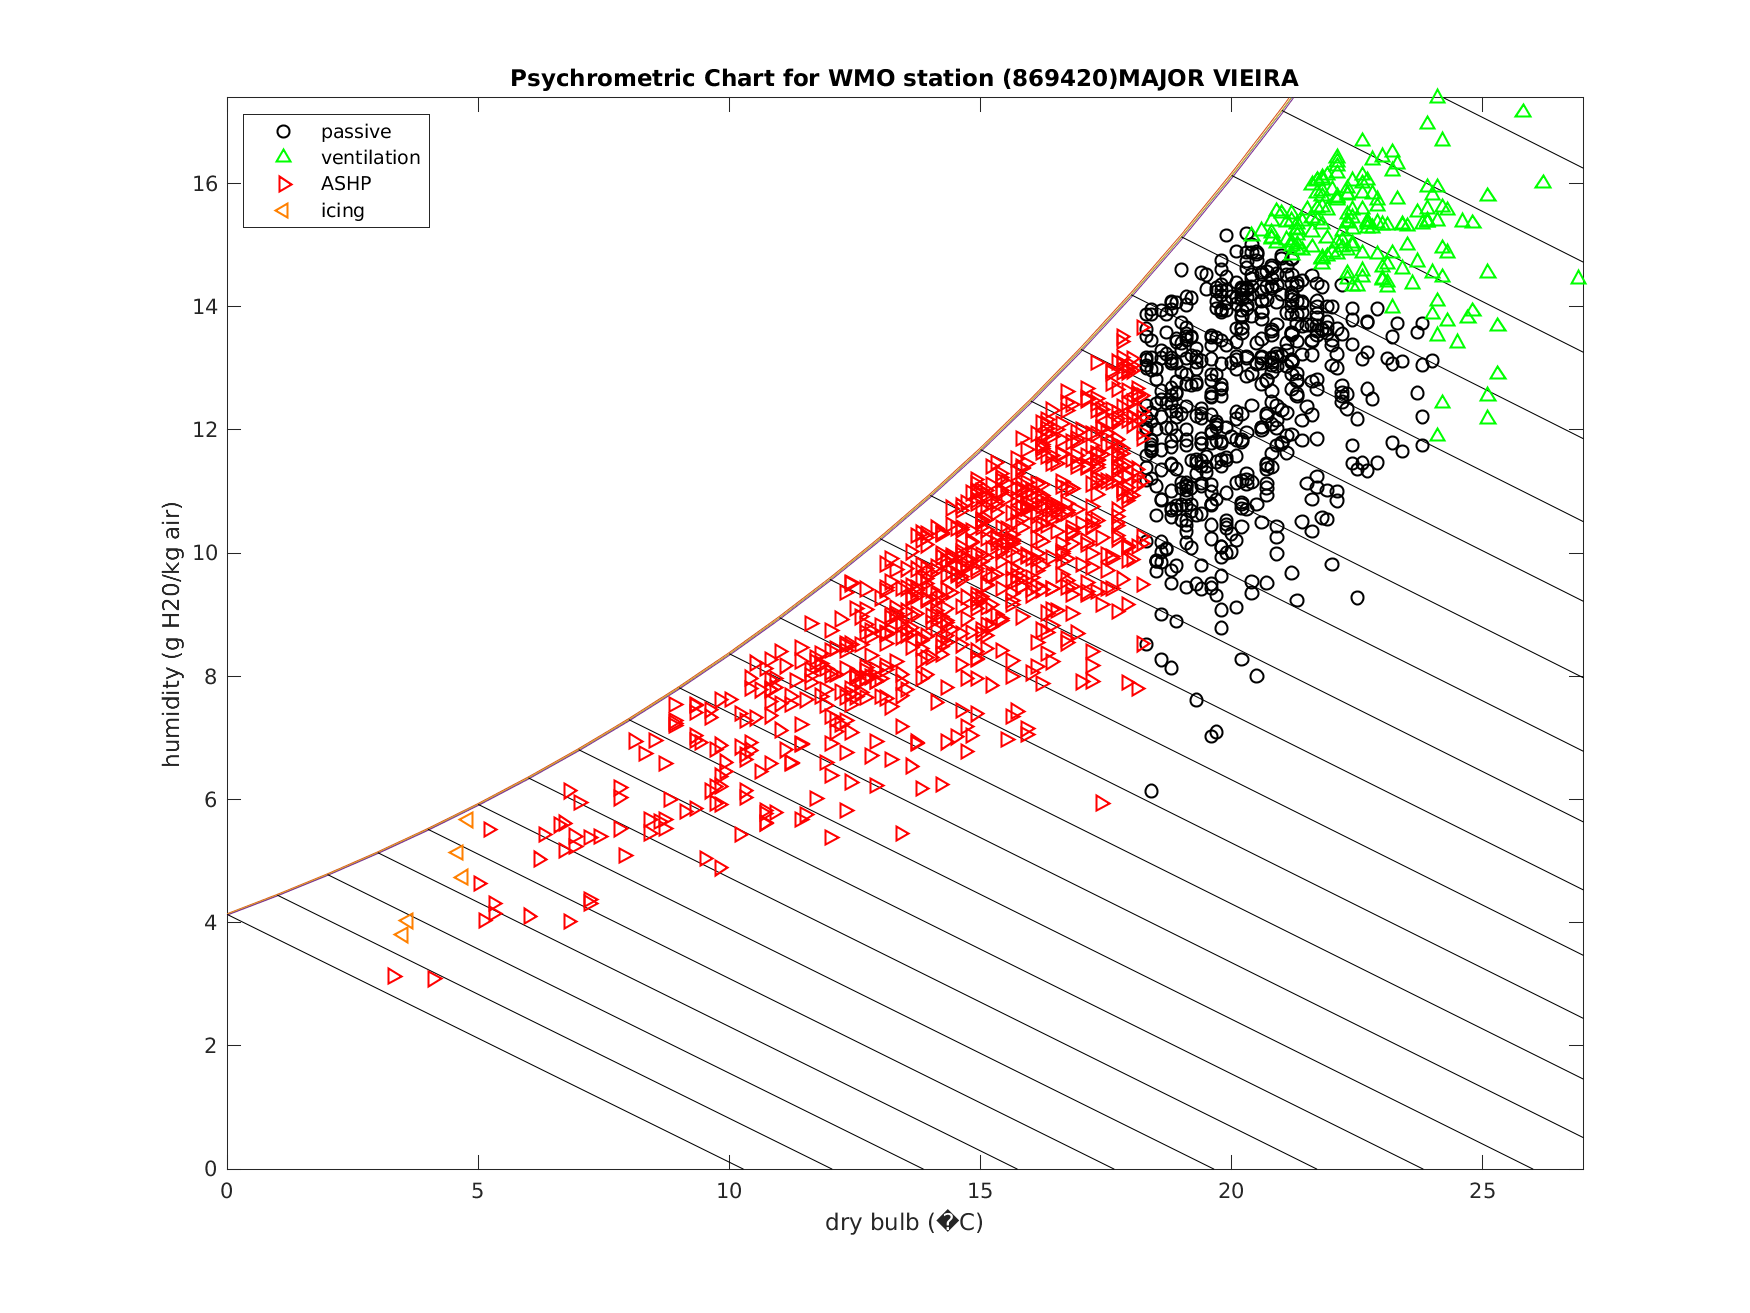 Psychrometric Chart for WMO station (869420)MAJOR VIEIRA
passive
ventilation
ASHP
icing
16
14
12
10
8
6
4
2
0
humidity (g H20/kg air)
0 5 10 15 20 25
dry bulb (�C)